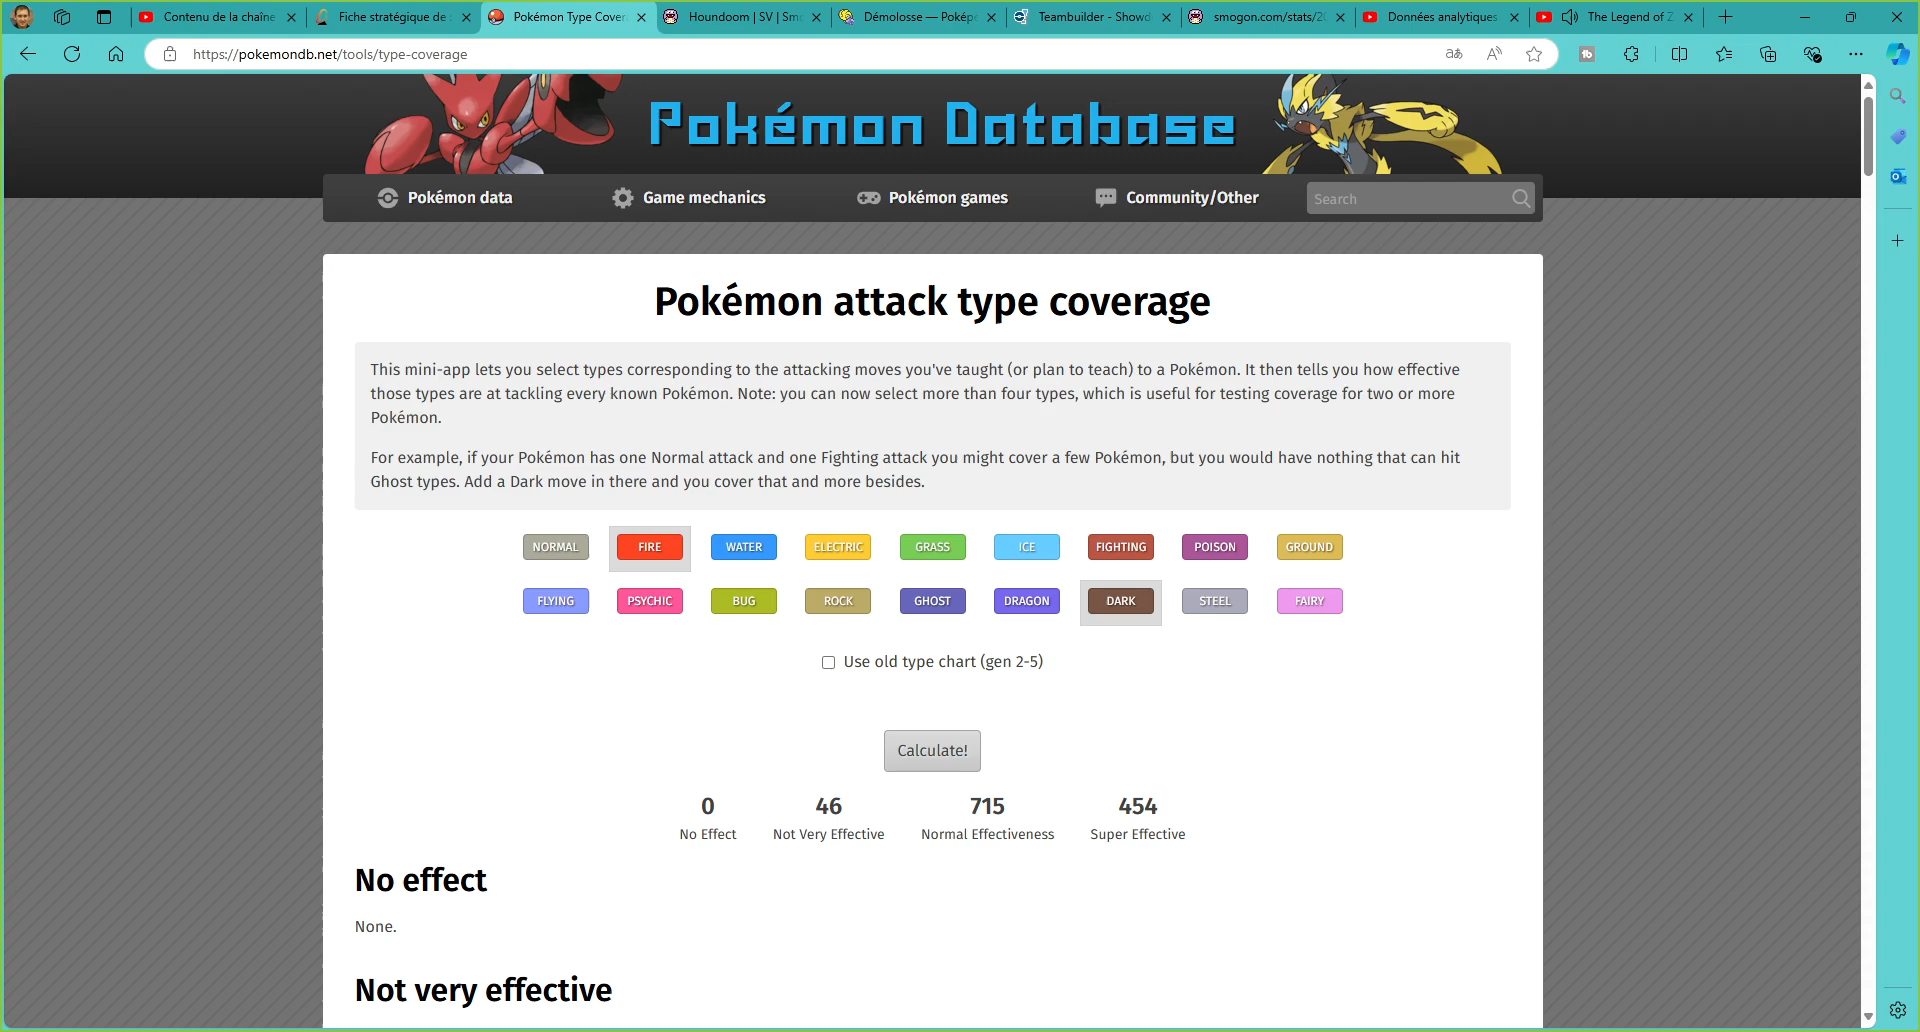 Contenu de la chaîne
Fiche stratégique de
Pokémon Type Cover
Houndoom | SV | Smo
Démolosse — Poképé
Teambuilder - Showd
smogon.com/stats/20
Données analytiques
The Legend of Z
https://pokemondb.net/tools/type-coverage
Pokémon Database
Pokémon data
Game mechanics
Pokémon games
Community/Other
Search
Pokémon attack type coverage
This mini-app lets you select types corresponding to the attacking moves you've taught (or plan to teach) to a Pokémon. It then tells you how effective
those types are at tackling every known Pokémon. Note: you can now select more than four types, which is useful for testing coverage for two or more
Pokémon.
For example, if your Pokémon has one Normal attack and one Fighting attack you might cover a few Pokémon, but you would have nothing that can hit
Ghost types. Add a Dark move in there and you cover that and more besides.
NORMAL FIRE WATER ELECTRIC GRASS ICE FIGHTING POISON GROUND
FLYING PSYCHIC BUG ROCK GHOST DRAGON DARK STEEL FAIRY
Use old type chart (gen 2-5)
Calculate!
0 46 715 454
No Effect Not Very Effective Normal Effectiveness Super Effective
No effect
None.
Not very effective